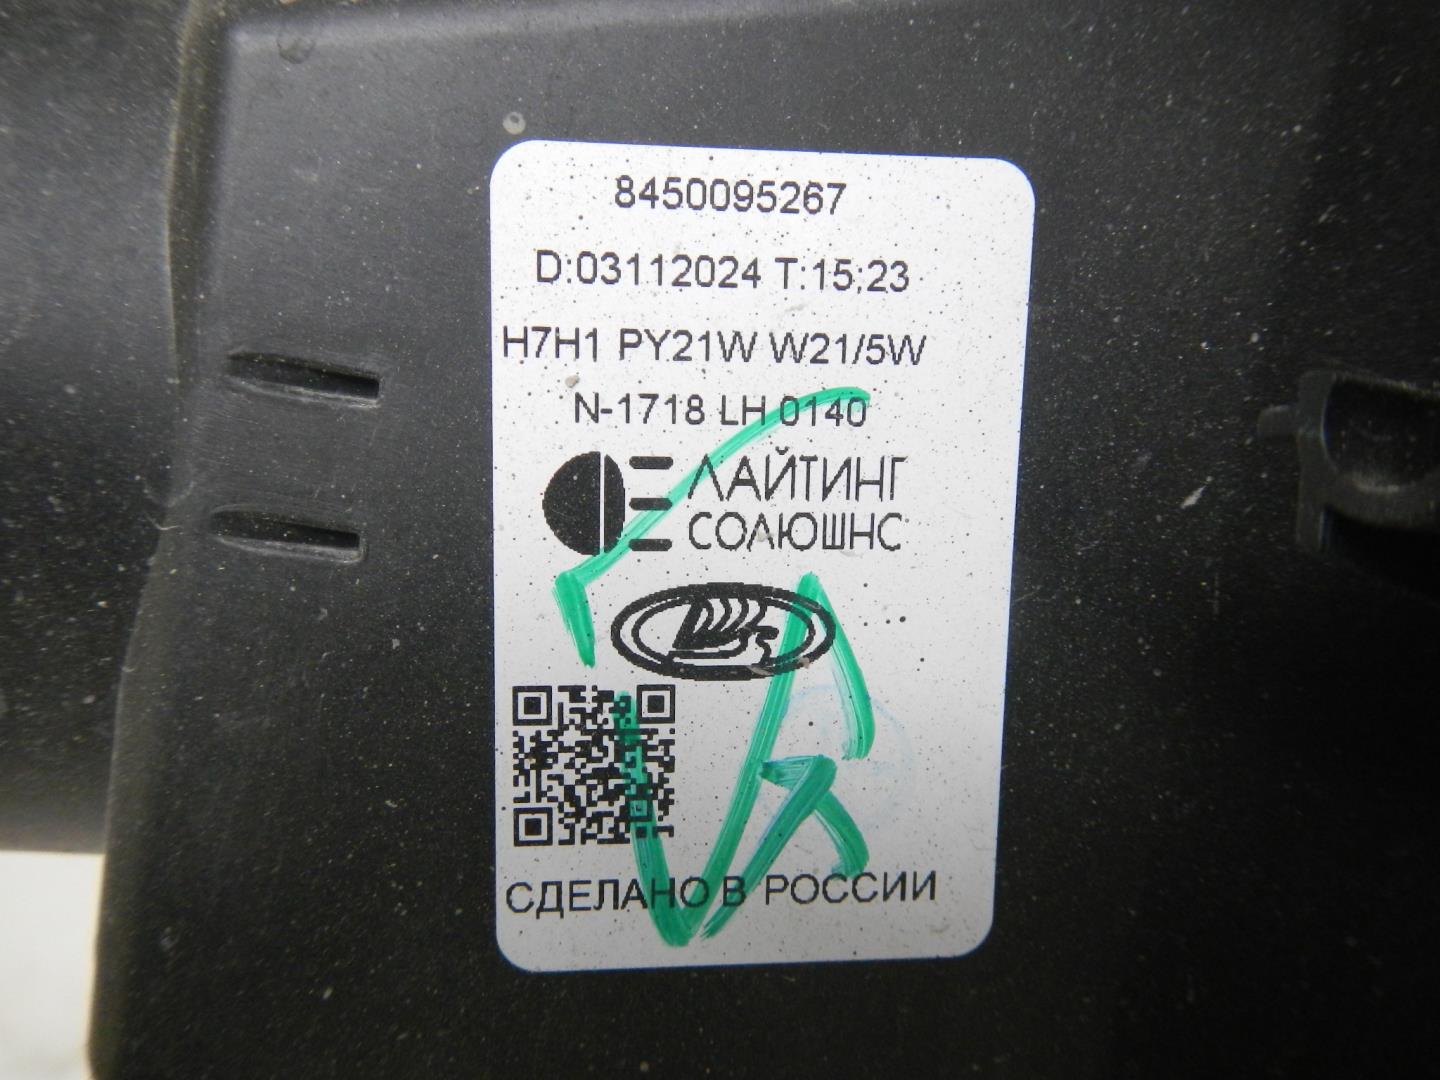 8450095267
D:03112024 T:15:23
H7H1 PY21W W21/5W
N-1718 LH 0140
ЛАЙТИНГ
СОЛЮШНС
СДЕЛАНО В РОССИИ